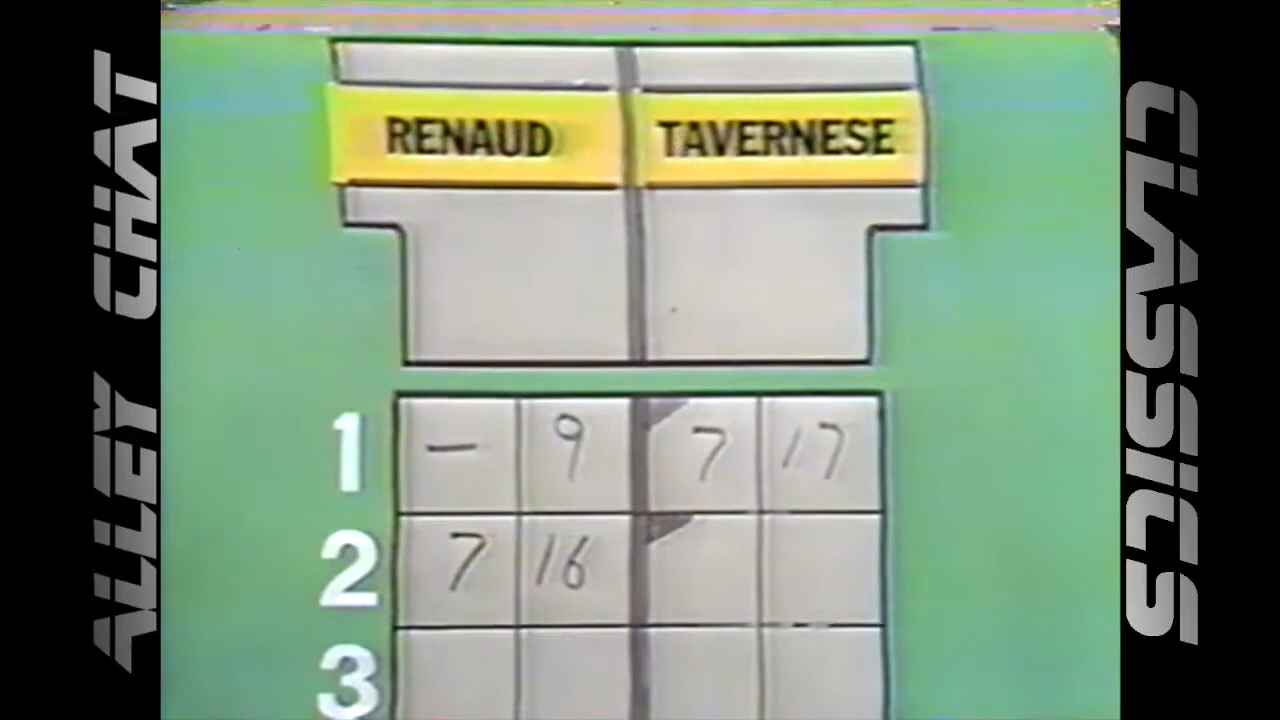 ALLEY CHAT
RENAUD TAVERNESE
1 – 9 7 17
2 7 16
3
CLASSICS